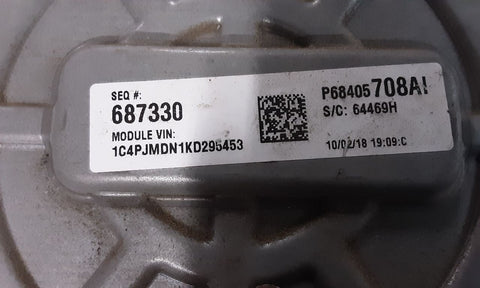 SEQ #:
687330
MODULE VIN:
1C4PJMDN1KD295453
P68405708AI
S/C: 64469H
10/02/18 19:09:C